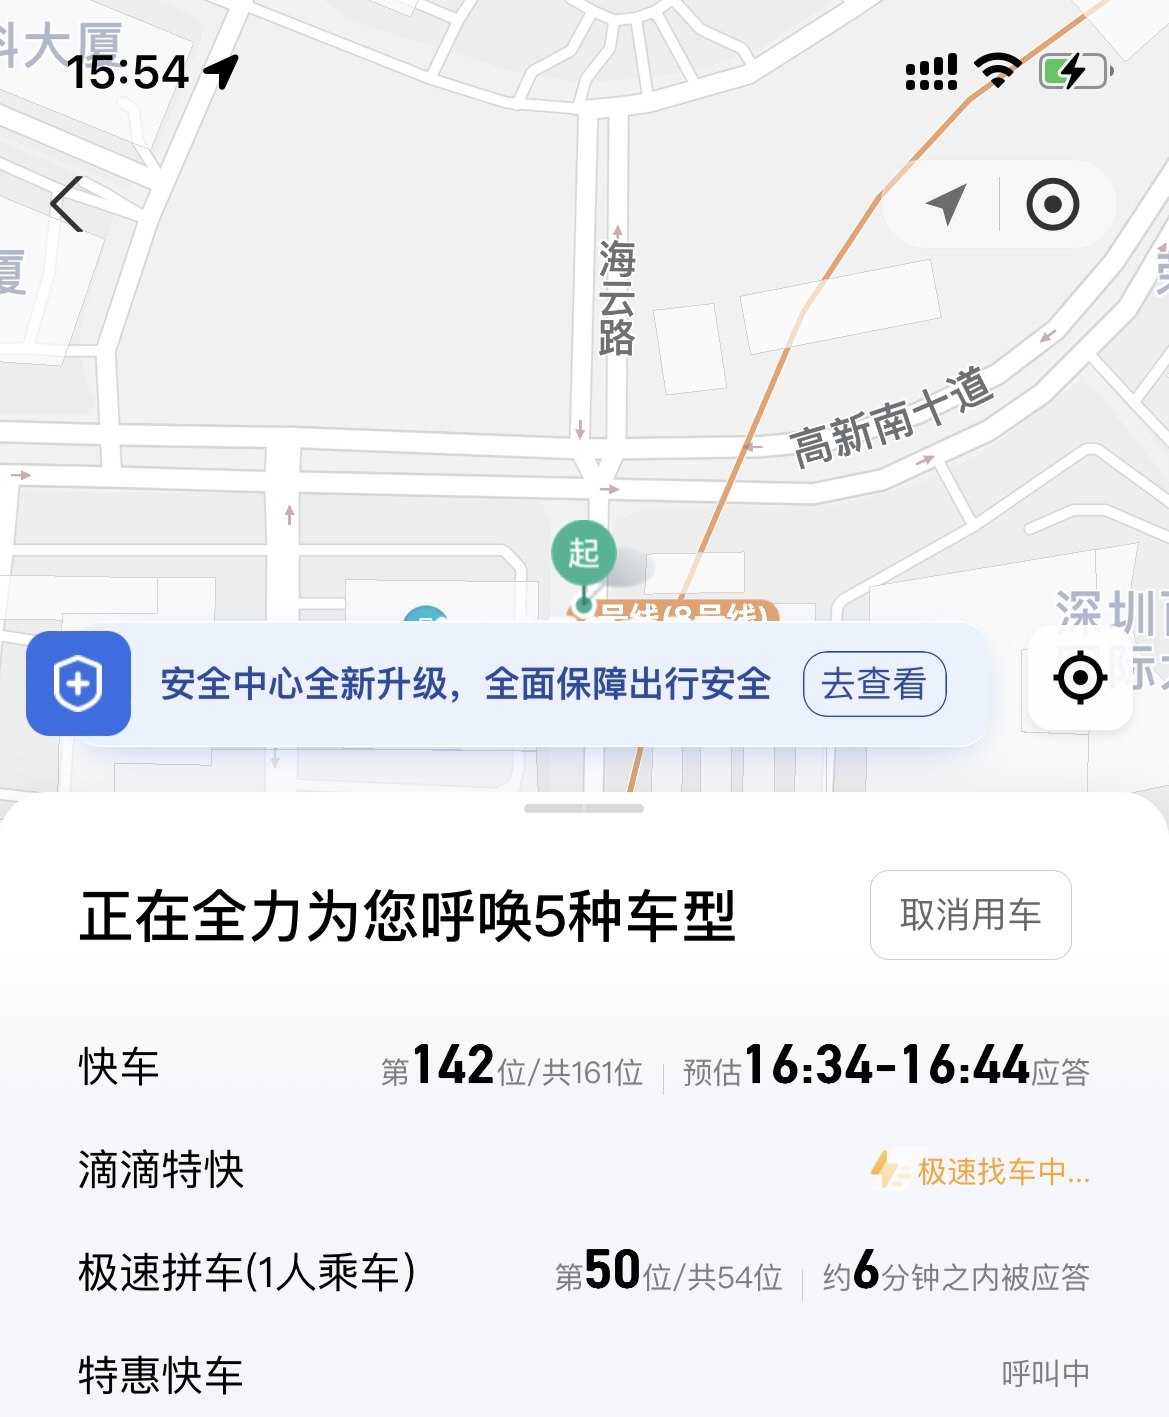 科大厦
15:54
厦
海云路
高新南十道
起
号线(8号线)
深圳
国际
安全中心全新升级，全面保障出行安全
去查看
正在全力为您呼唤5种车型
取消用车
快车 第142位/共161位 预估16:34-16:44应答
滴滴特快 极速找车中...
极速拼车(1人乘车) 第50位/共54位 约6分钟之内被应答
特惠快车 呼叫中